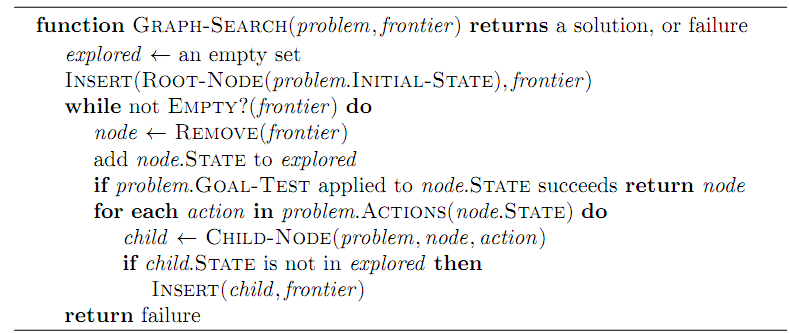 function GRAPH-SEARCH(problem, frontier) returns a solution, or failure
explored ← an empty set
INSERT(ROOT-NODE(problem.INITIAL-STATE), frontier)
while not EMPTY?(frontier) do
node ← REMOVE(frontier)
add node.STATE to explored
if problem.GOAL-TEST applied to node.STATE succeeds return node
for each action in problem.ACTIONS(node.STATE) do
child ← CHILD-NODE(problem, node, action)
if child.STATE is not in explored then
INSERT(child, frontier)
return failure